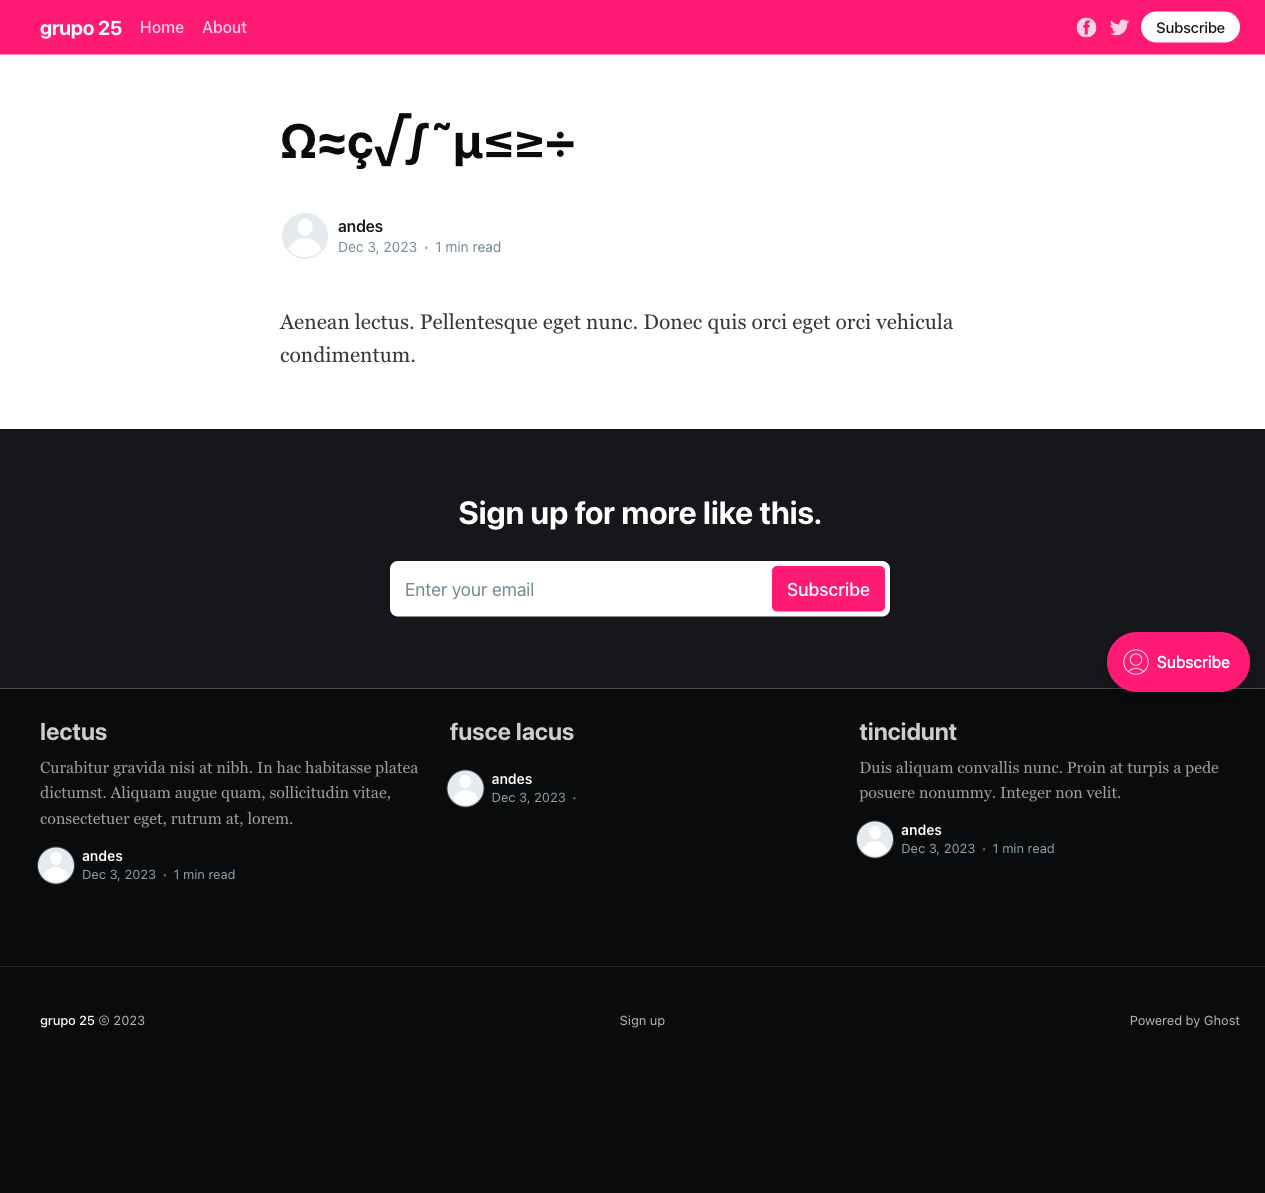 grupo 25 Home About Subscribe
Ω≈ç√∫˜µ≤≥÷
andes
Dec 3, 2023 • 1 min read
Aenean lectus. Pellentesque eget nunc. Donec quis orci eget orci vehicula
condimentum.
Sign up for more like this.
Enter your email Subscribe
Subscribe
lectus
Curabitur gravida nisi at nibh. In hac habitasse platea
dictumst. Aliquam augue quam, sollicitudin vitae,
consectetuer eget, rutrum at, lorem.
andes
Dec 3, 2023 • 1 min read
fusce lacus
andes
Dec 3, 2023 •
tincidunt
Duis aliquam convallis nunc. Proin at turpis a pede
posuere nonummy. Integer non velit.
andes
Dec 3, 2023 • 1 min read
grupo 25 © 2023 Sign up Powered by Ghost